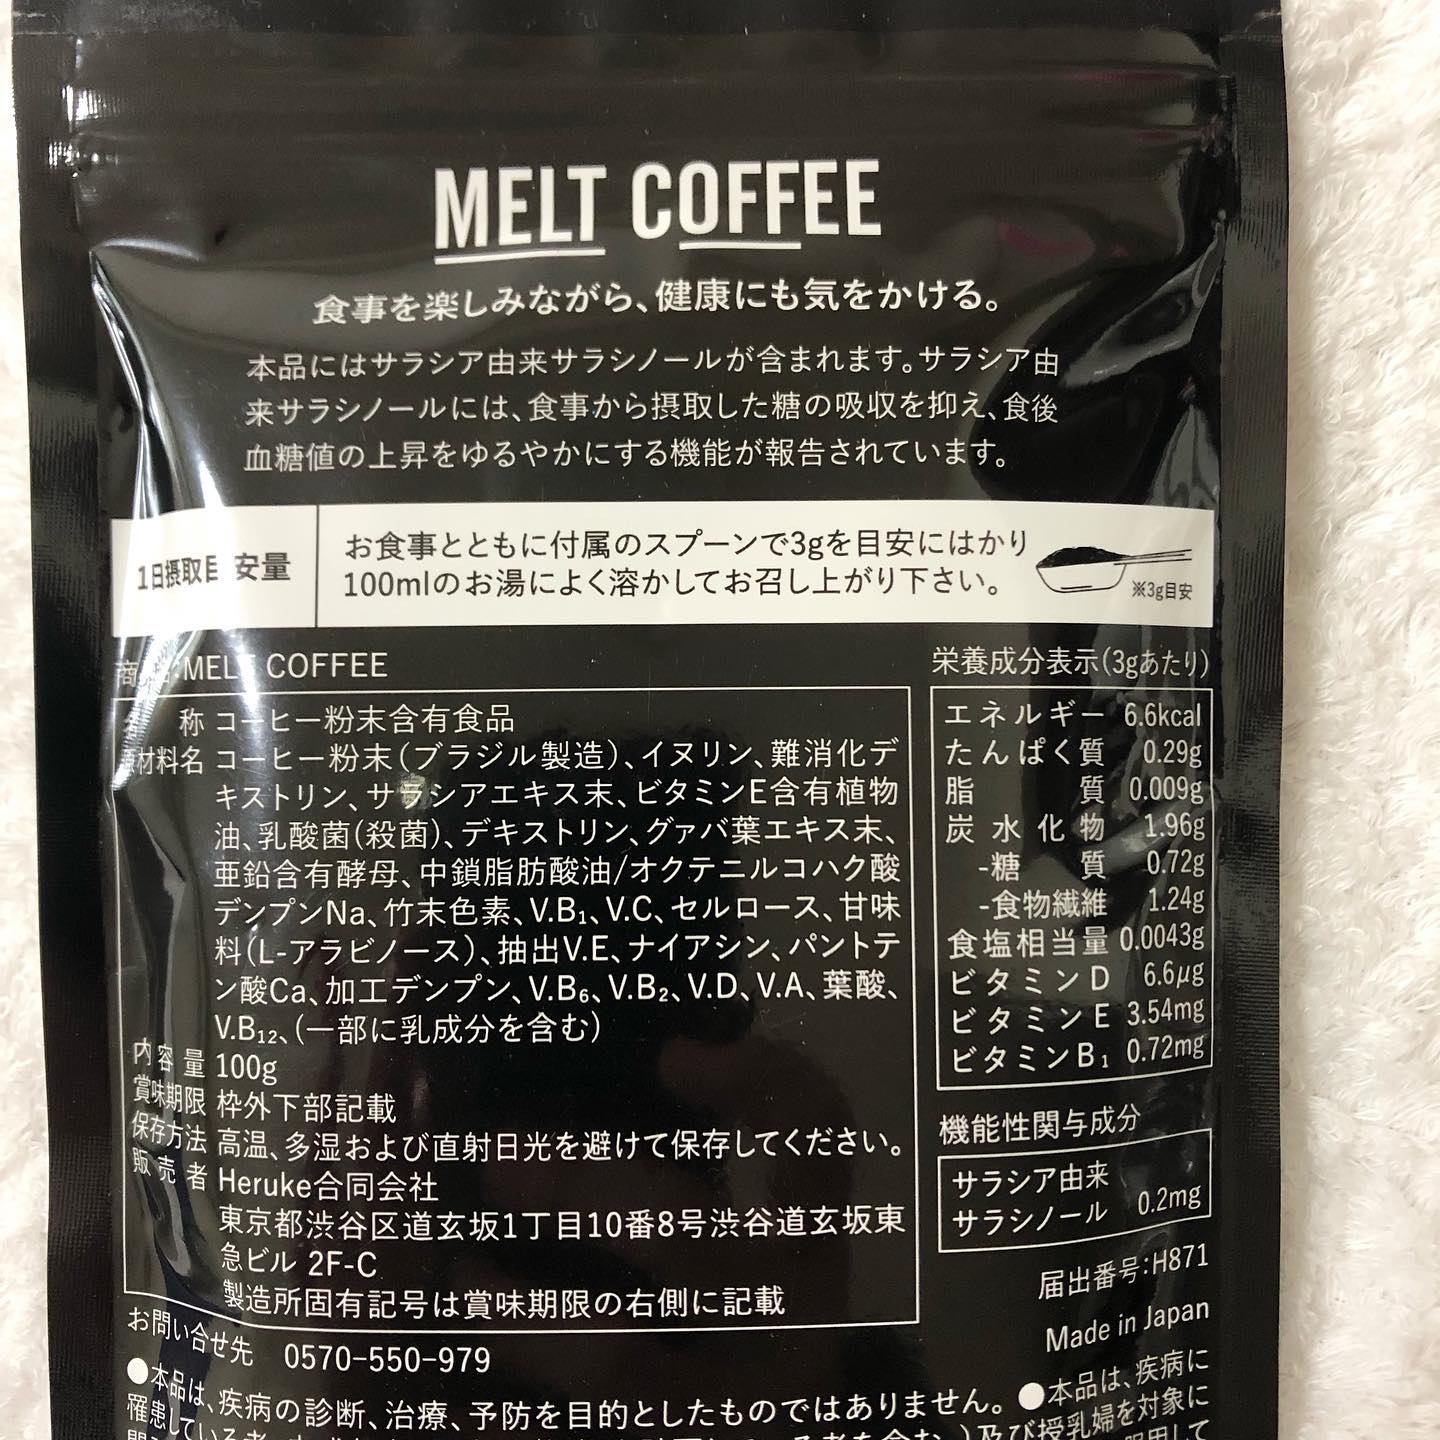 MELT COFFEE
食事を楽しみながら、健康にも気をかける。
本品にはサラシア由来サラシノールが含まれます。サラシア由
来サラシノールには、食事から摂取した糖の吸収を抑え、食後
血糖値の上昇をゆるやかにする機能が報告されています。
1日摂取目安量
お食事とともに付属のスプーンで3gを目安にはかり
100mlのお湯によく溶かしてお召し上がり下さい。
※3g目安
商品名:MELT COFFEE
名 称 コーヒー粉末含有食品
原材料名 コーヒー粉末(ブラジル製造)、イヌリン、難消化デ
キストリン、サラシアエキス末、ビタミンE含有植物
油、乳酸菌(殺菌)、デキストリン、グァバ葉エキス末、
亜鉛含有酵母、中鎖脂肪酸油/オクテニルコハク酸
デンプンNa、竹末色素、V.B₁、V.C、セルロース、甘味
料(L-アラビノース)、抽出V.E、ナイアシン、パントテ
ン酸Ca、加工デンプン、V.B₆、V.B₂、V.D、V.A、葉酸、
V.B₁₂、(一部に乳成分を含む)
内容量 100g
賞味期限 枠外下部記載
保存方法 高温、多湿および直射日光を避けて保存してください。
販売者 Heruke合同会社
東京都渋谷区道玄坂1丁目10番8号渋谷道玄坂東
急ビル 2F-C
製造所固有記号は賞味期限の右側に記載
お問い合せ先 0570-550-979
栄養成分表示(3gあたり)
エネルギー 6.6kcal
たんぱく質 0.29g
脂質 0.009g
炭水化物 1.96g
-糖質 0.72g
-食物繊維 1.24g
食塩相当量 0.0043g
ビタミンD 6.6μg
ビタミンE 3.54mg
ビタミンB₁ 0.72mg
機能性関与成分
サラシア由来
サラシノール 0.2mg
届出番号:H871
Made in Japan
●本品は、疾病の診断、治療、予防を目的としたものではありません。●本品は、疾病に
罹患している者、
及び授乳婦を対象に